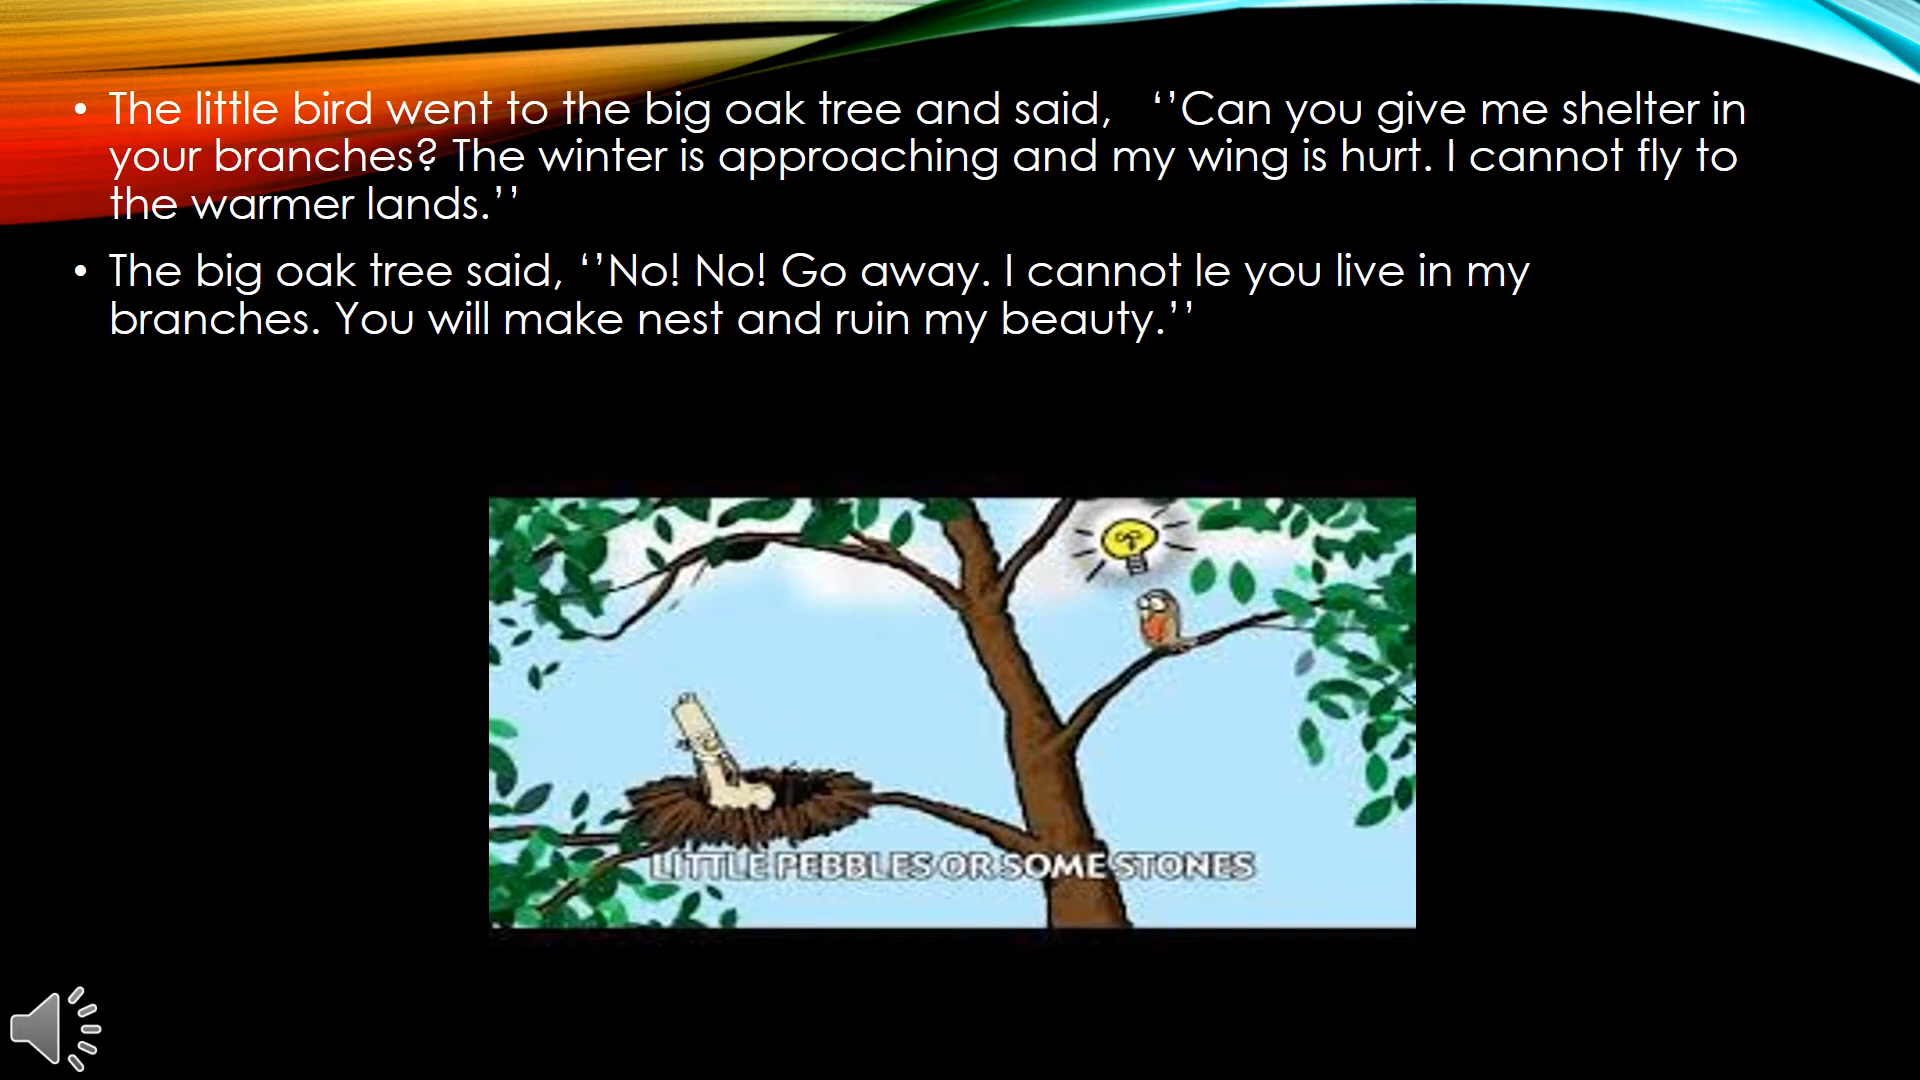 • The little bird went to the big oak tree and said,   ‘’Can you give me shelter in
your branches? The winter is approaching and my wing is hurt. I cannot fly to
the warmer lands.’’
• The big oak tree said, ‘’No! No! Go away. I cannot le you live in my
branches. You will make nest and ruin my beauty.’’
LITTLE PEBBLES OR SOME STONES